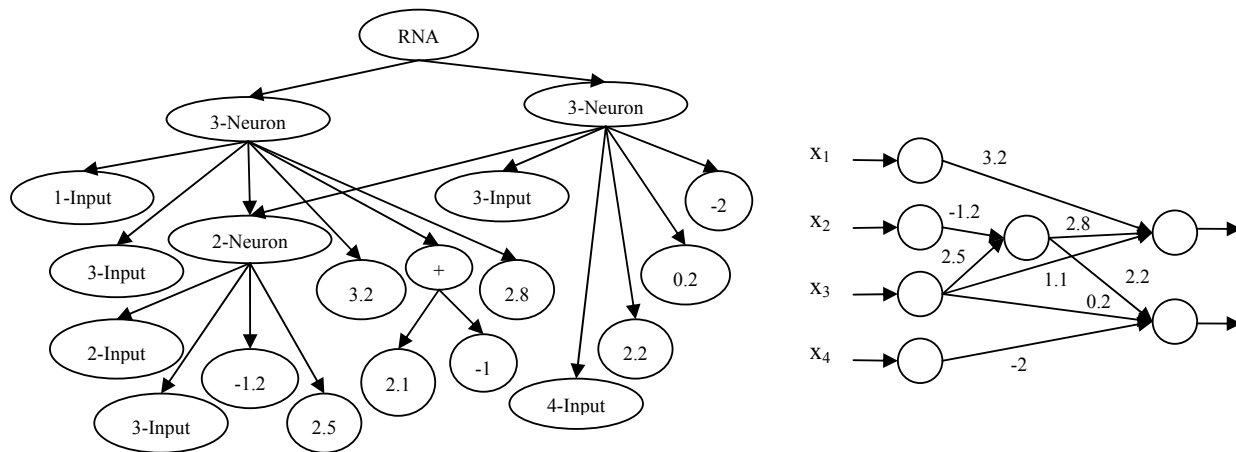 RNA
3-Neuron
3-Neuron
1-Input
3-Input
-2
2-Neuron
3-Input
3.2
+
2.8
0.2
2-Input
-1.2
2.1
-1
2.2
3-Input
2.5
4-Input
x1
3.2
x2
-1.2
2.8
2.5
2.2
x3
1.1
0.2
x4
-2